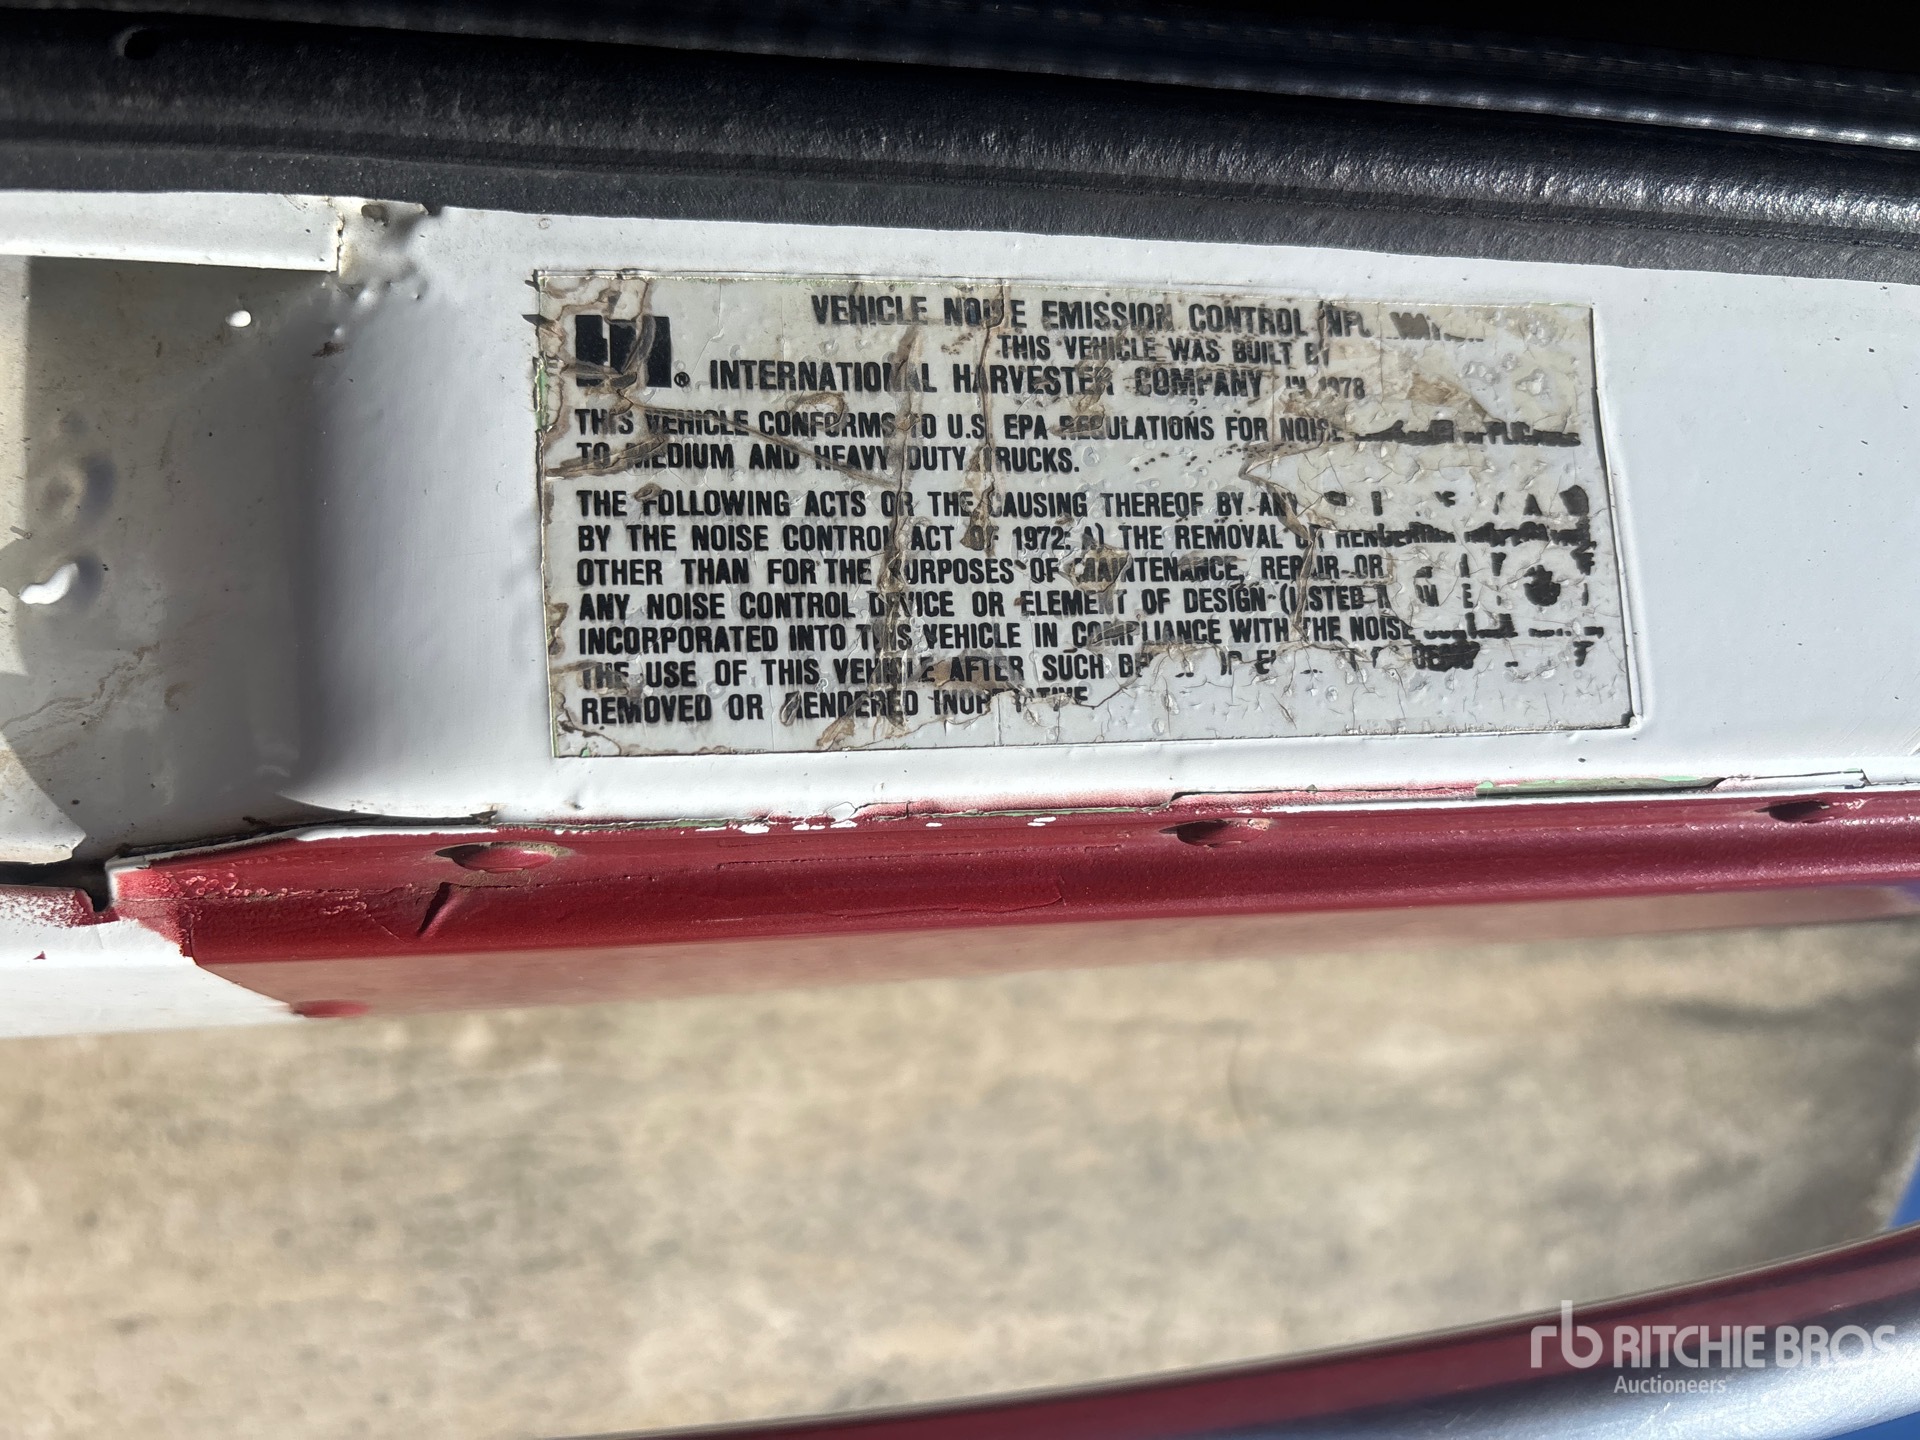 VEHICLE NOISE EMISSION CONTROL
THIS VEHICLE WAS BUILT BY
® INTERNATIONAL HARVESTER COMPANY IN 1978
THIS VEHICLE CONFORMS TO U.S. EPA REGULATIONS FOR NOISE
TO MEDIUM AND HEAVY DUTY TRUCKS.
THE FOLLOWING ACTS OR THE CAUSING THEREOF BY ANY
BY THE NOISE CONTROL ACT OF 1972: A) THE REMOVAL OR RENDERING
OTHER THAN FOR THE PURPOSES OF MAINTENANCE, REPAIR OR
ANY NOISE CONTROL DEVICE OR ELEMENT OF DESIGN (LISTED
INCORPORATED INTO THIS VEHICLE IN COMPLIANCE WITH THE NOISE
THE USE OF THIS VEHICLE AFTER SUCH
REMOVED OR RENDERED INOPERATIVE
rb RITCHIE BROS
Auctioneers